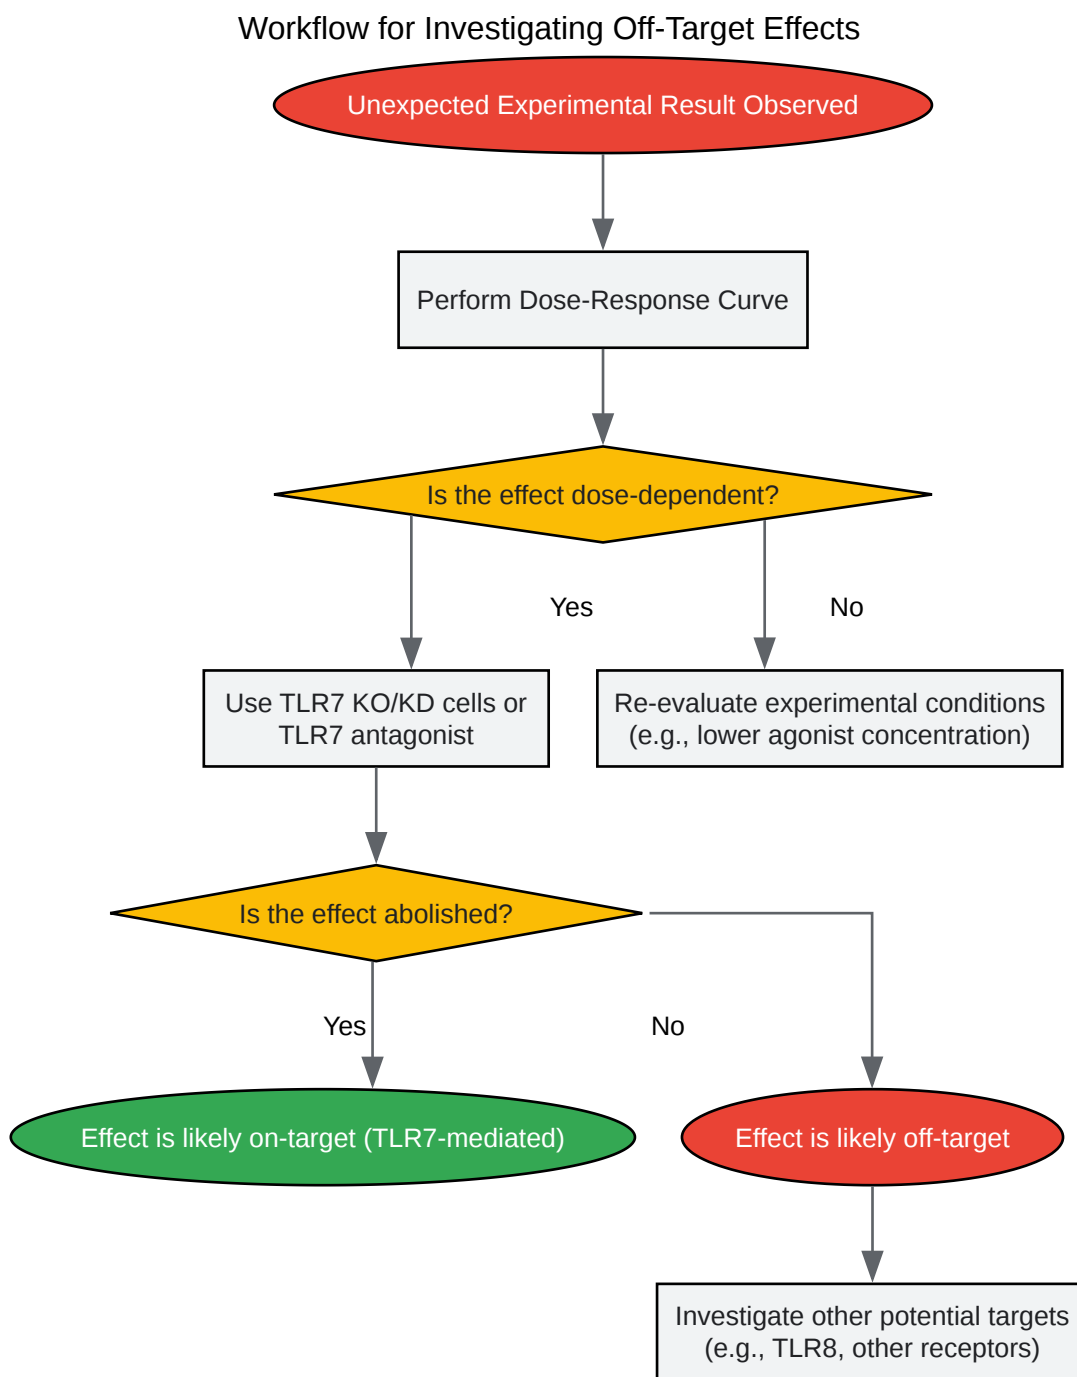 Workflow for Investigating Off-Target Effects
Unexpected Experimental Result Observed
Perform Dose-Response Curve
Is the effect dose-dependent?
Yes
No
Use TLR7 KO/KD cells or
TLR7 antagonist
Re-evaluate experimental conditions
(e.g., lower agonist concentration)
Is the effect abolished?
Yes
No
Effect is likely on-target (TLR7-mediated)
Effect is likely off-target
Investigate other potential targets
(e.g., TLR8, other receptors)